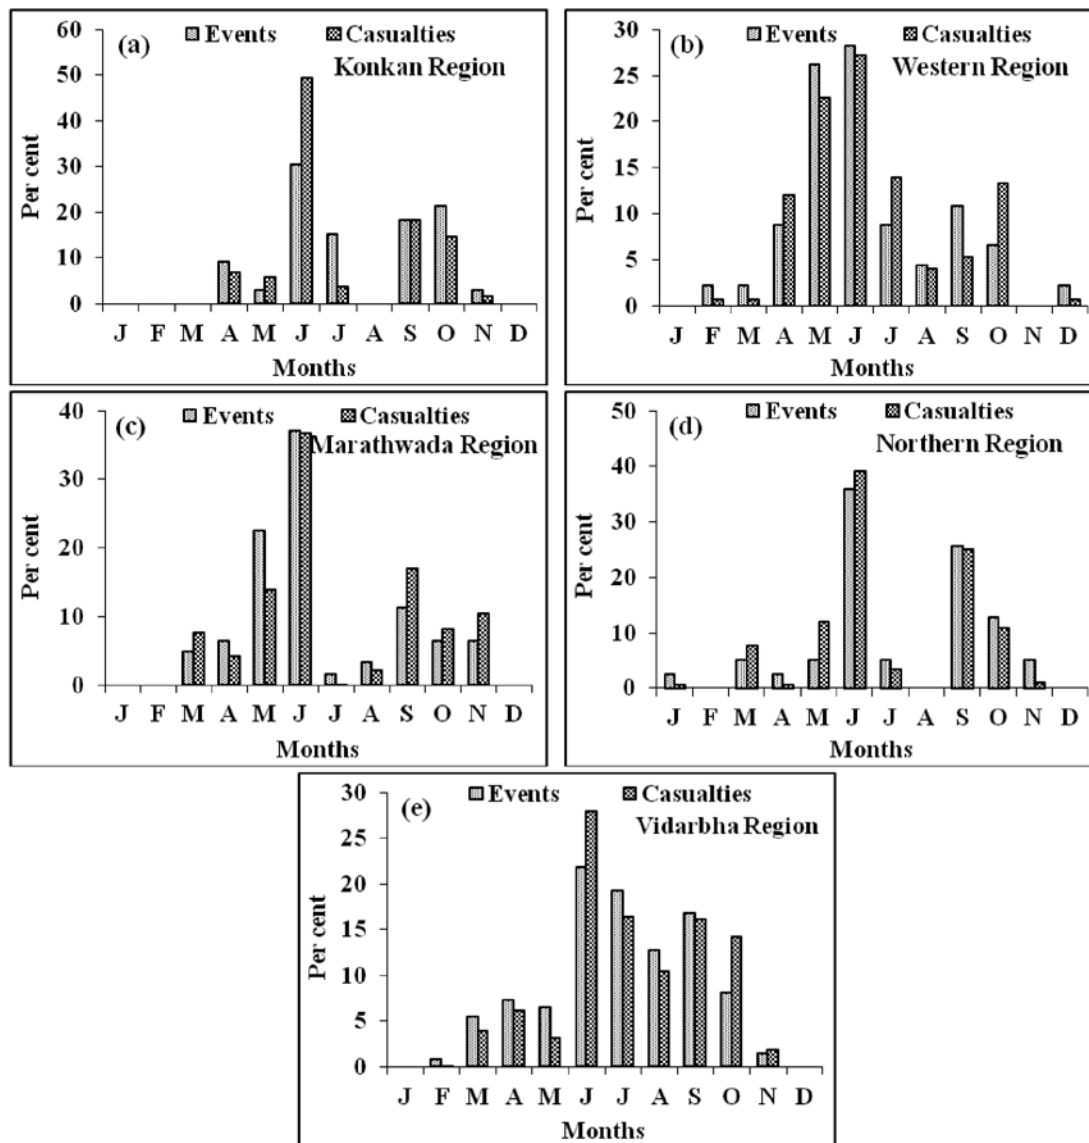 (a) Events Casualties
Konkan Region
60
50
40
30
20
10
0
Per cent
J F M A M J J A S O N D
Months
(b) Events Casualties
Western Region
30
25
20
15
10
5
0
Per cent
J F M A M J J A S O N D
Months
(c) Events Casualties
Marathwada Region
40
30
20
10
0
Per cent
J F M A M J J A S O N D
Months
(d) Events Casualties
Northern Region
50
40
30
20
10
0
Per cent
J F M A M J J A S O N D
Months
(e) Events Casualties
Vidarbha Region
30
25
20
15
10
5
0
Per cent
J F M A M J J A S O N D
Months